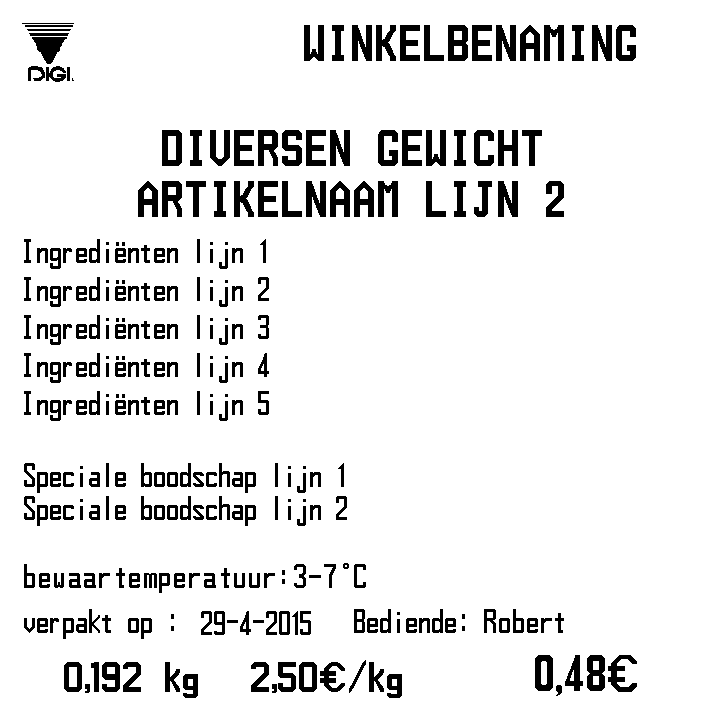 DIGI.
WINKELBENAMING
DIVERSEN GEWICHT
ARTIKELNAAM LIJN 2
Ingrediënten lijn 1
Ingrediënten lijn 2
Ingrediënten lijn 3
Ingrediënten lijn 4
Ingrediënten lijn 5
Speciale boodschap lijn 1
Speciale boodschap lijn 2
bewaartemperatuur:3-7°C
verpakt op : 29-4-2015 Bediende: Robert
0,192 kg 2,50€/kg 0,48€